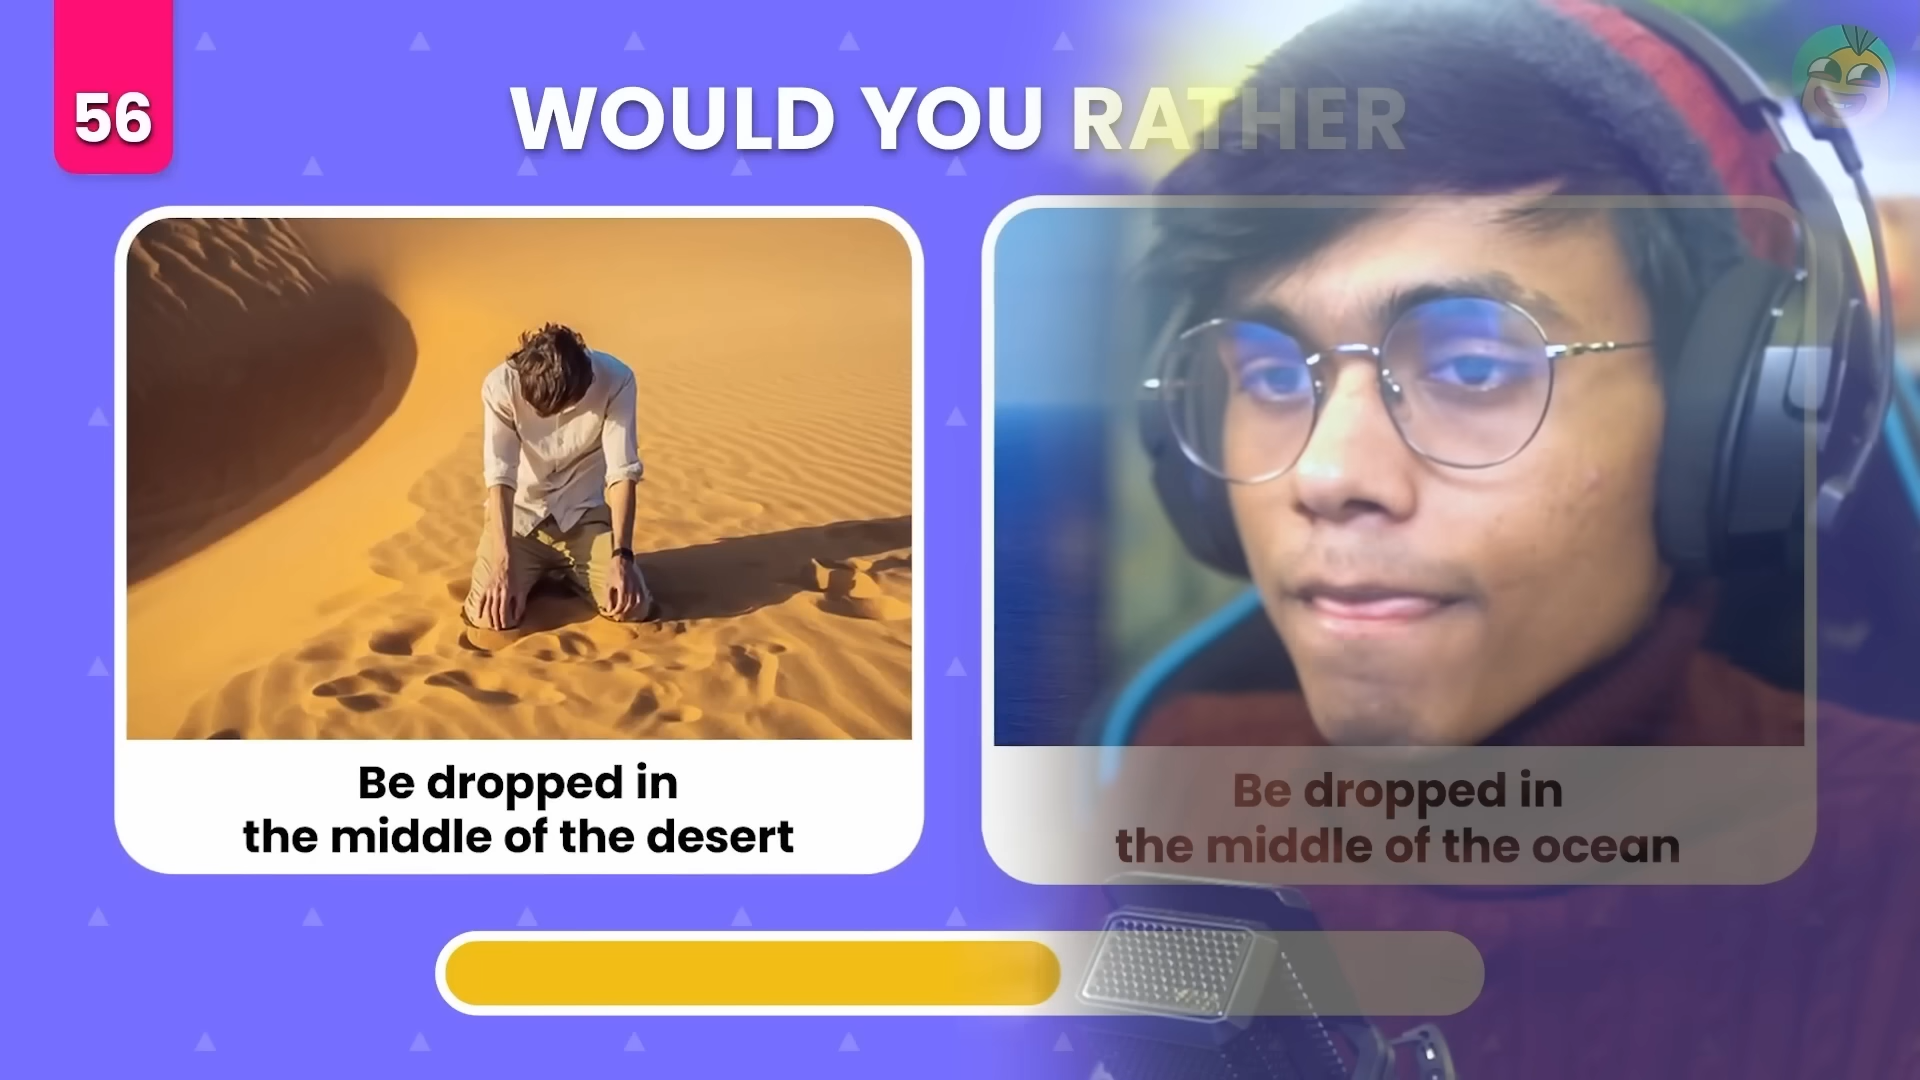 56
WOULD YOU RATHER
Be dropped in
the middle of the desert
Be dropped in
the middle of the ocean